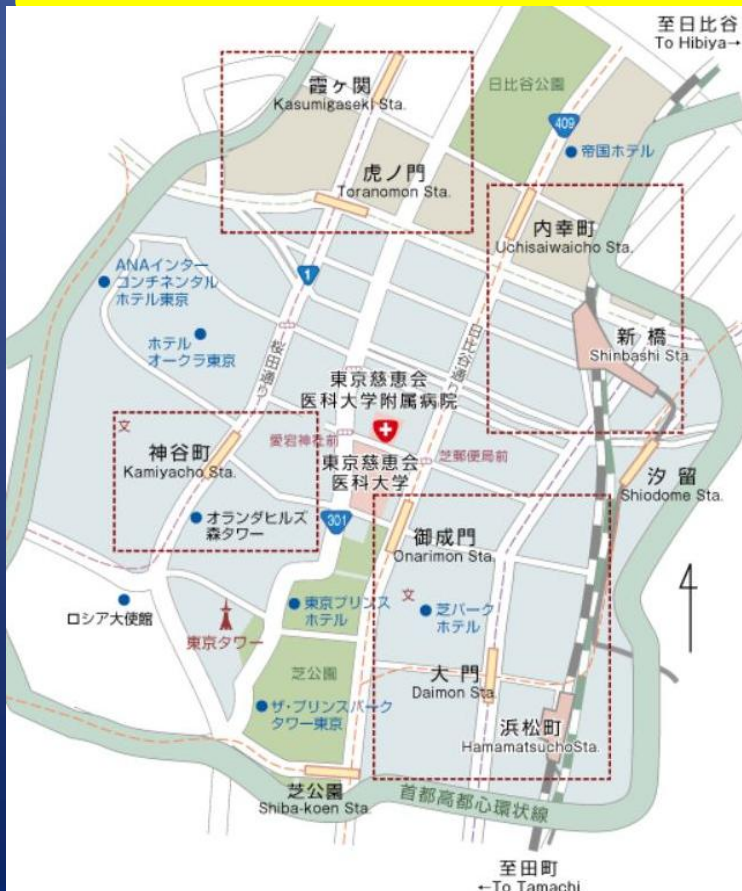 至日比谷
To Hibiya→
霞ヶ関
Kasumigaseki Sta.
日比谷公園
409
帝国ホテル
虎ノ門
Toranomon Sta.
内幸町
Uchisaiwaicho Sta.
ANAインター
コンチネンタル
ホテル東京
1
ホテル
オークラ東京
桜田通り
日比谷通り
新橋
Shinbashi Sta.
東京慈恵会
医科大学附属病院
文
神谷町
Kamiyacho Sta.
愛宕神社前
芝郵便局前
東京慈恵会
医科大学
汐留
Shiodome Sta.
オランダヒルズ
森タワー
301
御成門
Onarimon Sta.
ロシア大使館
東京タワー
東京プリンス
ホテル
文
芝パーク
ホテル
芝公園
大門
Daimon Sta.
ザ・プリンスパーク
タワー東京
浜松町
HamamatsuchoSta.
芝公園
Shiba-koen Sta.
首都高都心環状線
至田町
←To Tamachi